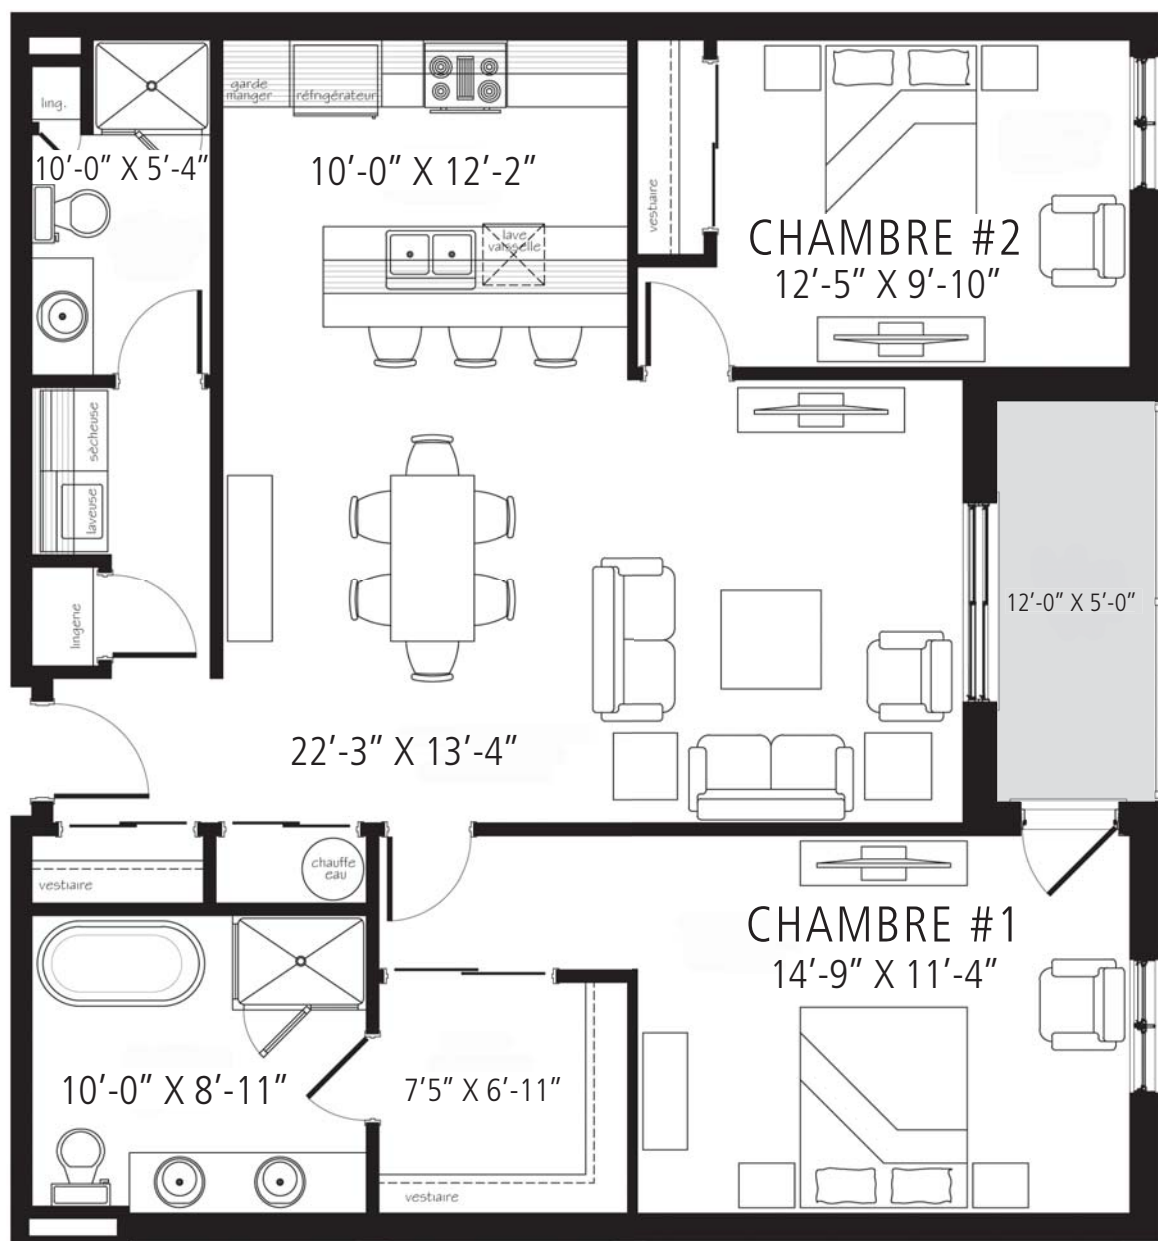 ling.
garde
manger
réfrigérateur
10'-0" X 5'-4"
10'-0" X 12'-2"
vestiaire
lave
vaisselle
CHAMBRE #2
12'-5" X 9'-10"
sècheuse
laveuse
lingerie
12'-0" X 5'-0"
22'-3" X 13'-4"
vestiaire
chauffe
eau
CHAMBRE #1
14'-9" X 11'-4"
10'-0" X 8'-11"
7'5" X 6'-11"
vestiaire